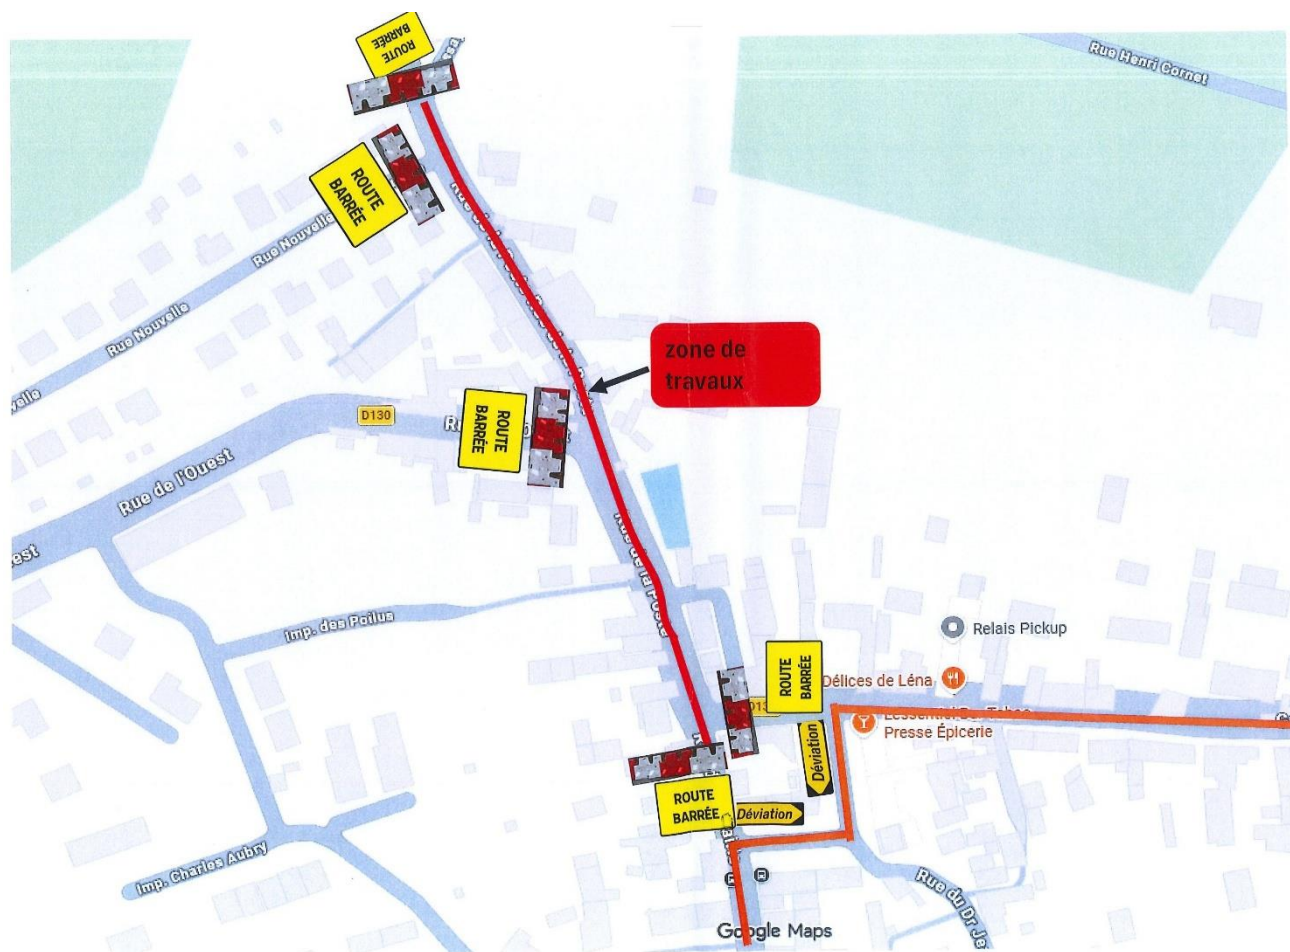 ROUTE
BARRÉE
Rue Henri Cornet
ROUTE
BARRÉE
Rue Nouvelle
Rue Nouvelle
zone de
travaux
D130
ROUTE
BARRÉE
Rue de l'Ouest
Rue de la Poste
Imp. des Poilus
Relais Pickup
ROUTE
BARRÉE
Délices de Léna
Presse Épicerie
Déviation
ROUTE
BARRÉE
Déviation
Imp. Charles Aubry
Rue du Dr Je
Google Maps